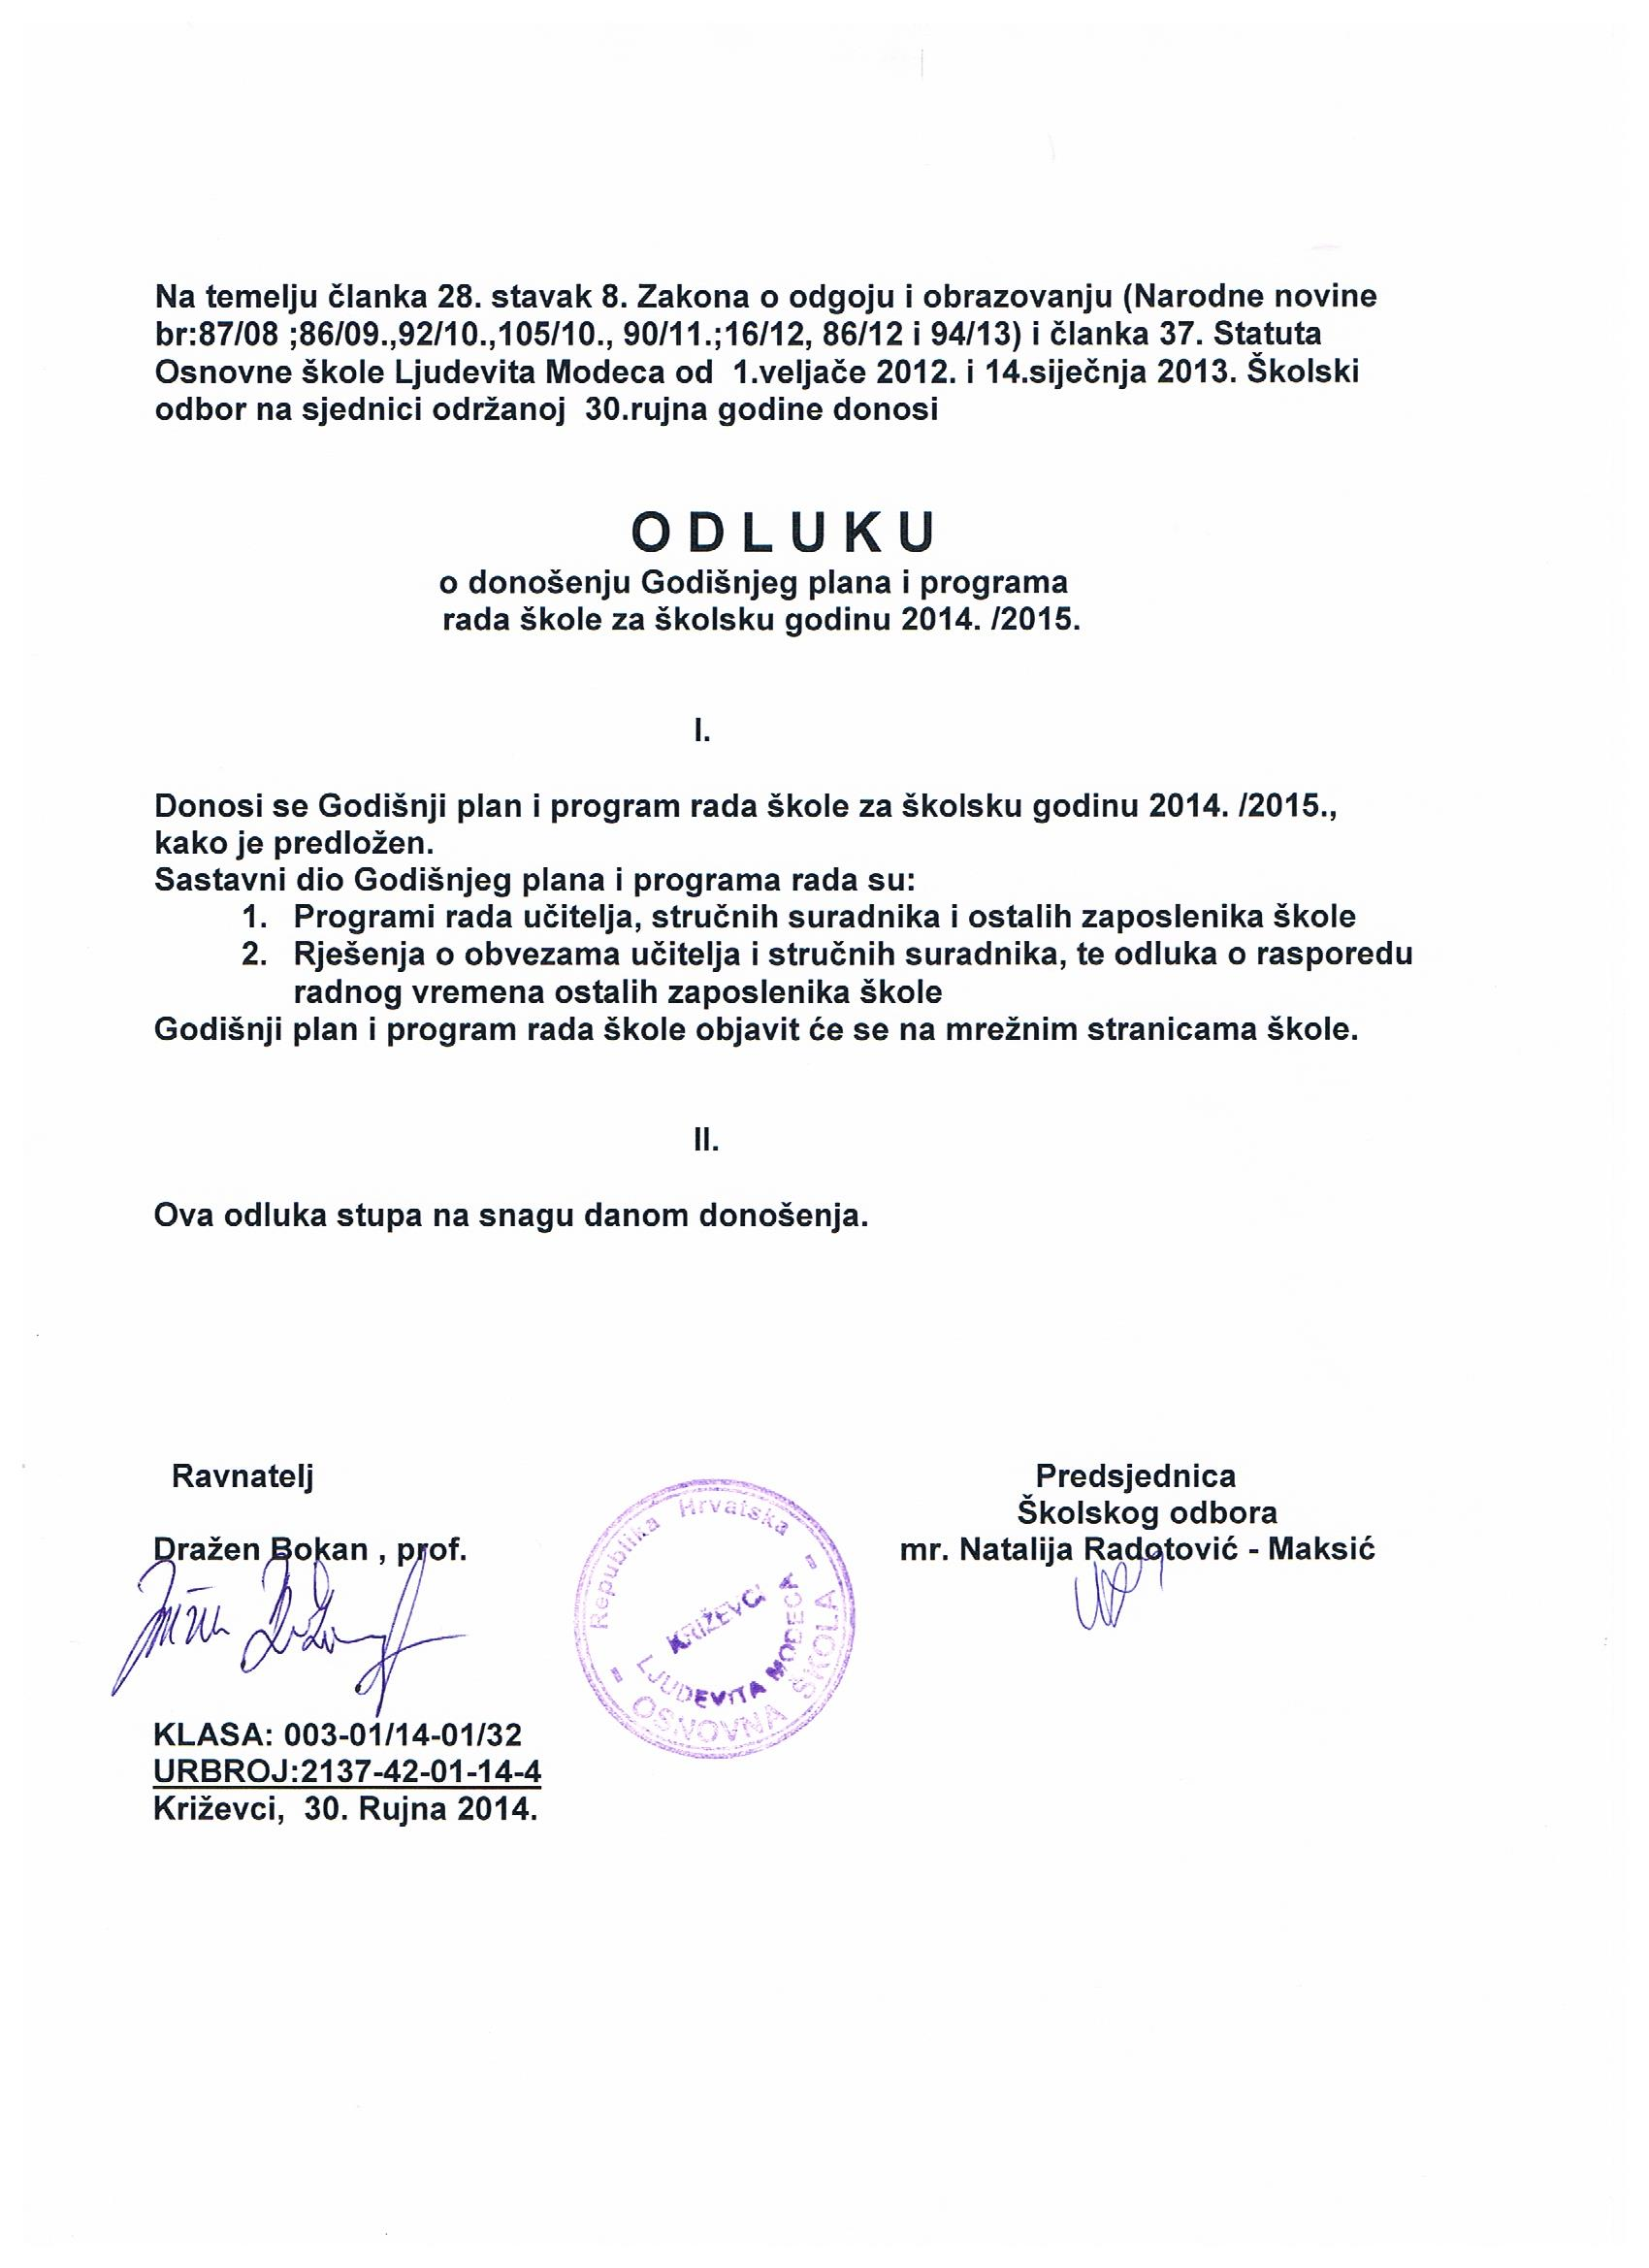 Na temelju članka 28. stavak 8. Zakona o odgoju i obrazovanju (Narodne novine
br:87/08 ;86/09.,92/10.,105/10., 90/11.;16/12, 86/12 i 94/13) i članka 37. Statuta
Osnovne škole Ljudevita Modeca od  1.veljače 2012. i 14.siječnja 2013. Školski
odbor na sjednici održanoj  30.rujna godine donosi
O D L U K U
o donošenju Godišnjeg plana i programa
rada škole za školsku godinu 2014. /2015.
I.
Donosi se Godišnji plan i program rada škole za školsku godinu 2014. /2015.,
kako je predložen.
Sastavni dio Godišnjeg plana i programa rada su:
1. Programi rada učitelja, stručnih suradnika i ostalih zaposlenika škole
2. Rješenja o obvezama učitelja i stručnih suradnika, te odluka o rasporedu
radnog vremena ostalih zaposlenika škole
Godišnji plan i program rada škole objavit će se na mrežnim stranicama škole.
II.
Ova odluka stupa na snagu danom donošenja.
Ravnatelj
Dražen Bokan , prof.
Predsjednica
Školskog odbora
mr. Natalija Radotović - Maksić
Republika Hrvatska - OSNOVNA ŠKOLA -
LJUDEVITA MODECA
KRIŽEVCI
KLASA: 003-01/14-01/32
URBROJ:2137-42-01-14-4
Križevci,  30. Rujna 2014.